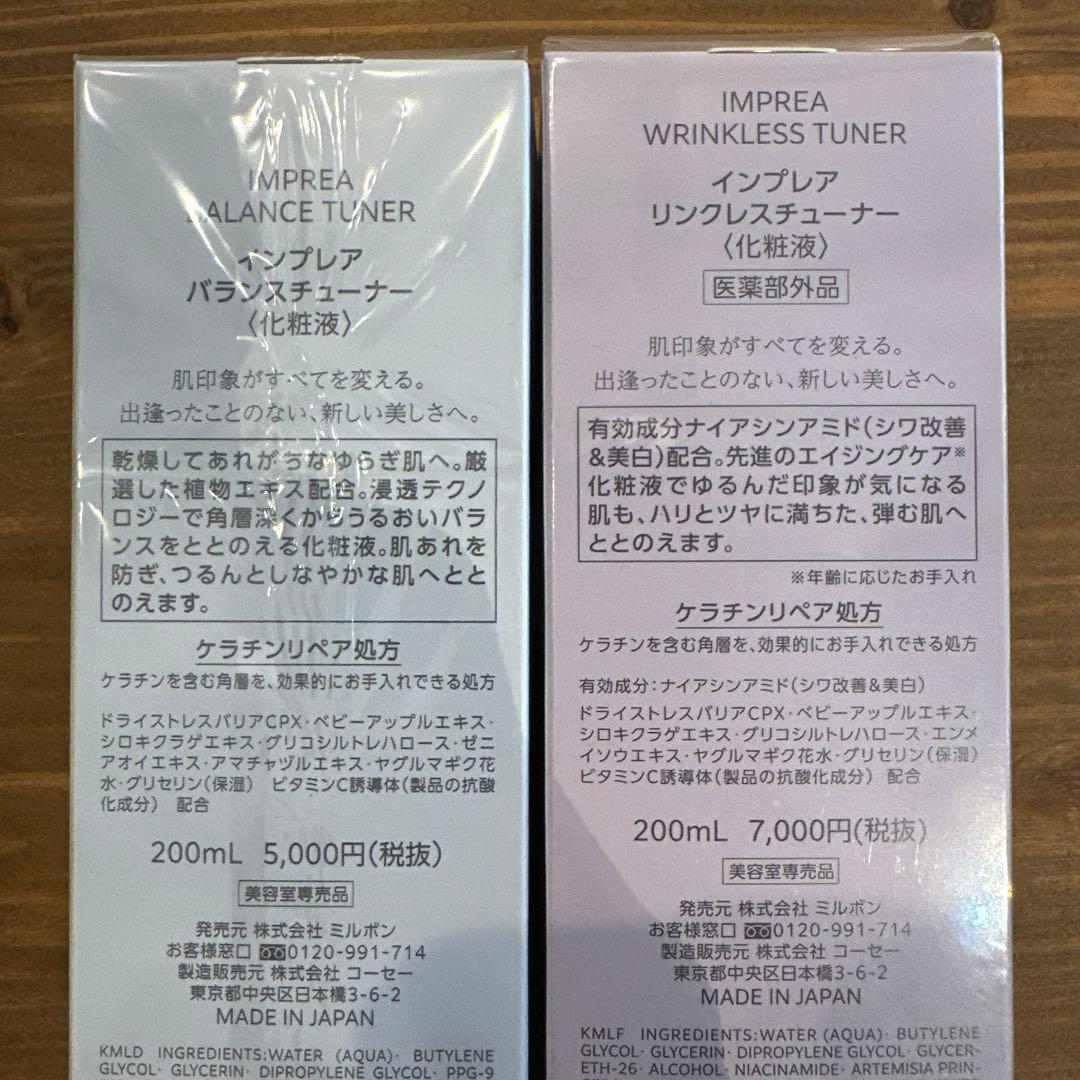 IMPREA
BALANCE TUNER
インプレア
バランスチューナー
〈化粧液〉
肌印象がすべてを変える。
出逢ったことのない、新しい美しさへ。
乾燥してあれがちなゆらぎ肌へ。厳
選した植物エキス配合。浸透テクノ
ロジーで角層深くからうるおいバラ
ンスをととのえる化粧液。肌あれを
防ぎ、つるんとしなやかな肌へとと
のえます。
ケラチンリペア処方
ケラチンを含む角層を、効果的にお手入れできる処方
ドライストレスバリアCPX・ベビーアップルエキス・
シロキクラゲエキス・グリコシルトレハロース・ゼニ
アオイエキス・アマチャヅルエキス・ヤグルマギク花
水・グリセリン(保湿) ビタミンC誘導体(製品の抗酸
化成分) 配合
200mL 5,000円(税抜)
美容室専売品
発売元 株式会社 ミルボン
お客様窓口 0120-991-714
製造販売元 株式会社 コーセー
東京都中央区日本橋3-6-2
MADE IN JAPAN
KMLD INGREDIENTS:WATER (AQUA)· BUTYLENE
GLYCOL· GLYCERIN· DIPROPYLENE GLYCOL· PPG-9
IMPREA
WRINKLESS TUNER
インプレア
リンクレスチューナー
〈化粧液〉
医薬部外品
肌印象がすべてを変える。
出逢ったことのない、新しい美しさへ。
有効成分ナイアシンアミド(シワ改善
&美白)配合。先進のエイジングケア※
化粧液でゆるんだ印象が気になる
肌も、ハリとツヤに満ちた、弾む肌へ
ととのえます。
※年齢に応じたお手入れ
ケラチンリペア処方
ケラチンを含む角層を、効果的にお手入れできる処方
有効成分:ナイアシンアミド(シワ改善&美白)
ドライストレスバリアCPX・ベビーアップルエキス・
シロキクラゲエキス・グリコシルトレハロース・エンメ
イソウエキス・ヤグルマギク花水・グリセリン(保湿)
ビタミンC誘導体(製品の抗酸化成分) 配合
200mL 7,000円(税抜)
美容室専売品
発売元 株式会社 ミルボン
お客様窓口 0120-991-714
製造販売元 株式会社 コーセー
東京都中央区日本橋3-6-2
MADE IN JAPAN
KMLF INGREDIENTS:WATER (AQUA)· BUTYLENE
GLYCOL· GLYCERIN· DIPROPYLENE GLYCOL· GLYCER-
ETH-26· ALCOHOL· NIACINAMIDE· ARTEMISIA PRIN-